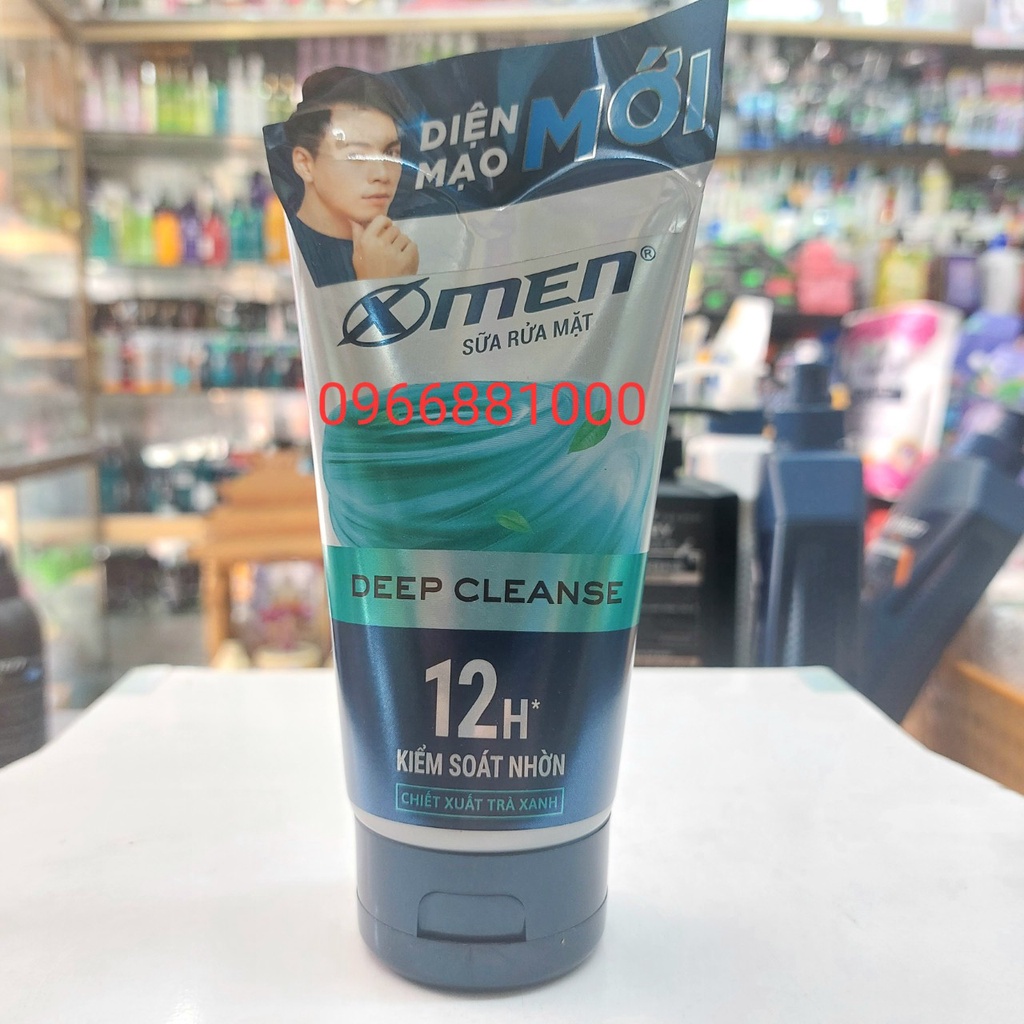 DIỆN
MẠO
MỚI
XMEN®
SỮA RỬA MẶT
0966881000
DEEP CLEANSE
12H*
KIỂM SOÁT NHỜN
CHIẾT XUẤT TRÀ XANH